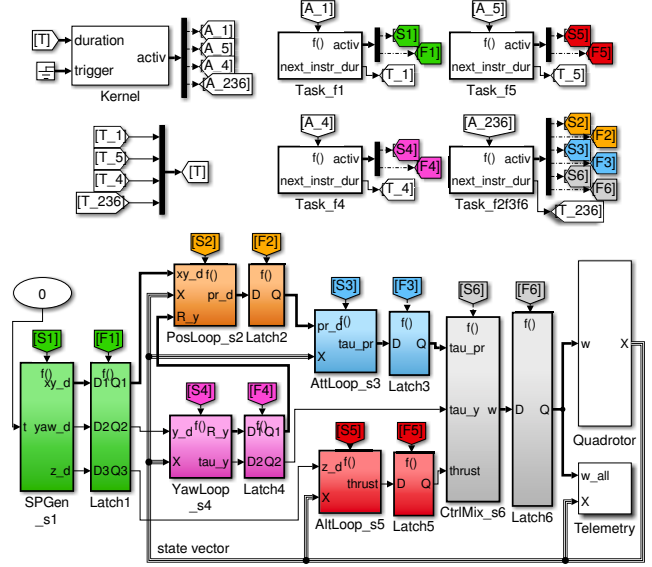 [T]
duration
trigger
activ
Kernel
[A_1]
[A_5]
[A_4]
[A_236]
[A_1]
f()
activ
next_instr_dur
Task_f1
[S1]
[F1]
[T_1]
[A_5]
f()
activ
next_instr_dur
Task_f5
[S5]
[F5]
[T_5]
[T_1]
[T_5]
[T_4]
[T_236]
[T]
[A_4]
f()
activ
next_instr_dur
Task_f4
[S4]
[F4]
[T_4]
[A_236]
f()
activ
next_instr_dur
Task_f2f3f6
[S2]
[F2]
[S3]
[F3]
[S6]
[F6]
[T_236]
0
[S1]
f()
xy_d
t
yaw_d
z_d
SPGen
_s1
[F1]
f()
D1
Q1
D2
Q2
D3
Q3
Latch1
[S2]
xy_d
f()
X
pr_d
R_y
PosLoop_s2
[F2]
f()
D
Q
Latch2
[S4]
f()
y_d
R_y
X
tau_y
YawLoop
_s4
[F4]
f()
D1
Q1
D2
Q2
Latch4
[S3]
pr_d
f()
tau_pr
X
AttLoop_s3
[F3]
f()
D
Q
Latch3
[S5]
z_d
f()
thrust
X
AltLoop_s5
[F5]
f()
D
Q
Latch5
[S6]
f()
tau_pr
tau_y
w
thrust
CtrlMix_s6
[F6]
f()
D
Q
Latch6
w
X
Quadrotor
w_all
X
Telemetry
state vector